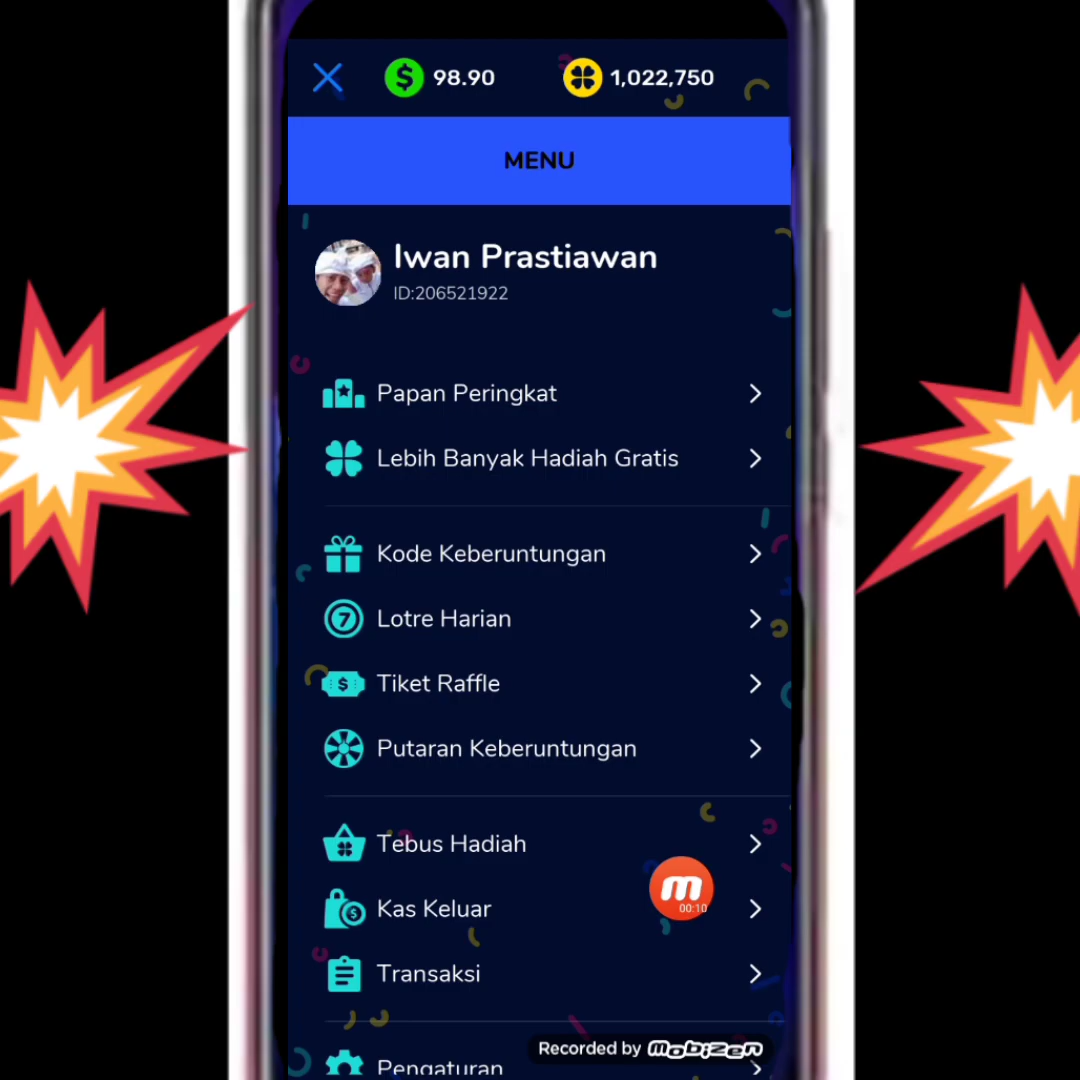 98.90
1,022,750
MENU
Iwan Prastiawan
ID:206521922
Papan Peringkat
Lebih Banyak Hadiah Gratis
Kode Keberuntungan
7 Lotre Harian
Tiket Raffle
Putaran Keberuntungan
Tebus Hadiah
m
00:10
Kas Keluar
Transaksi
Recorded by mobizen
Pengaturan